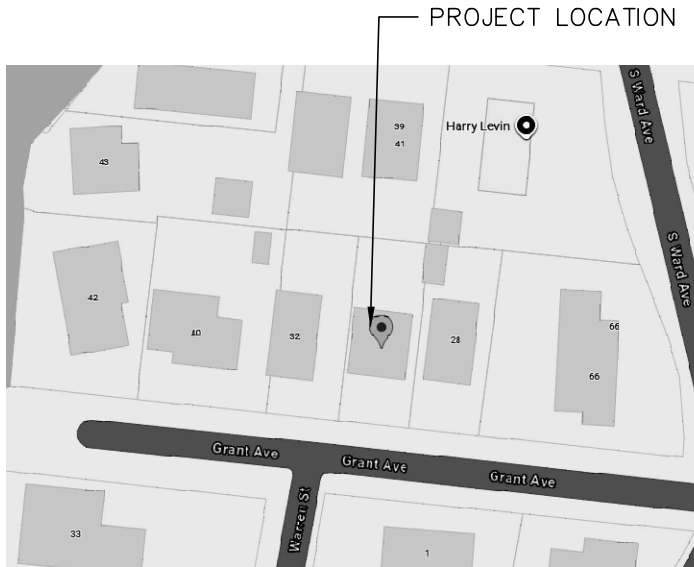 PROJECT LOCATION
S Ward Ave
39
41
Harry Levin
43
S Ward Ave
42
40
32
28
66
66
Grant Ave
Grant Ave
Grant Ave
Warren St
33
1